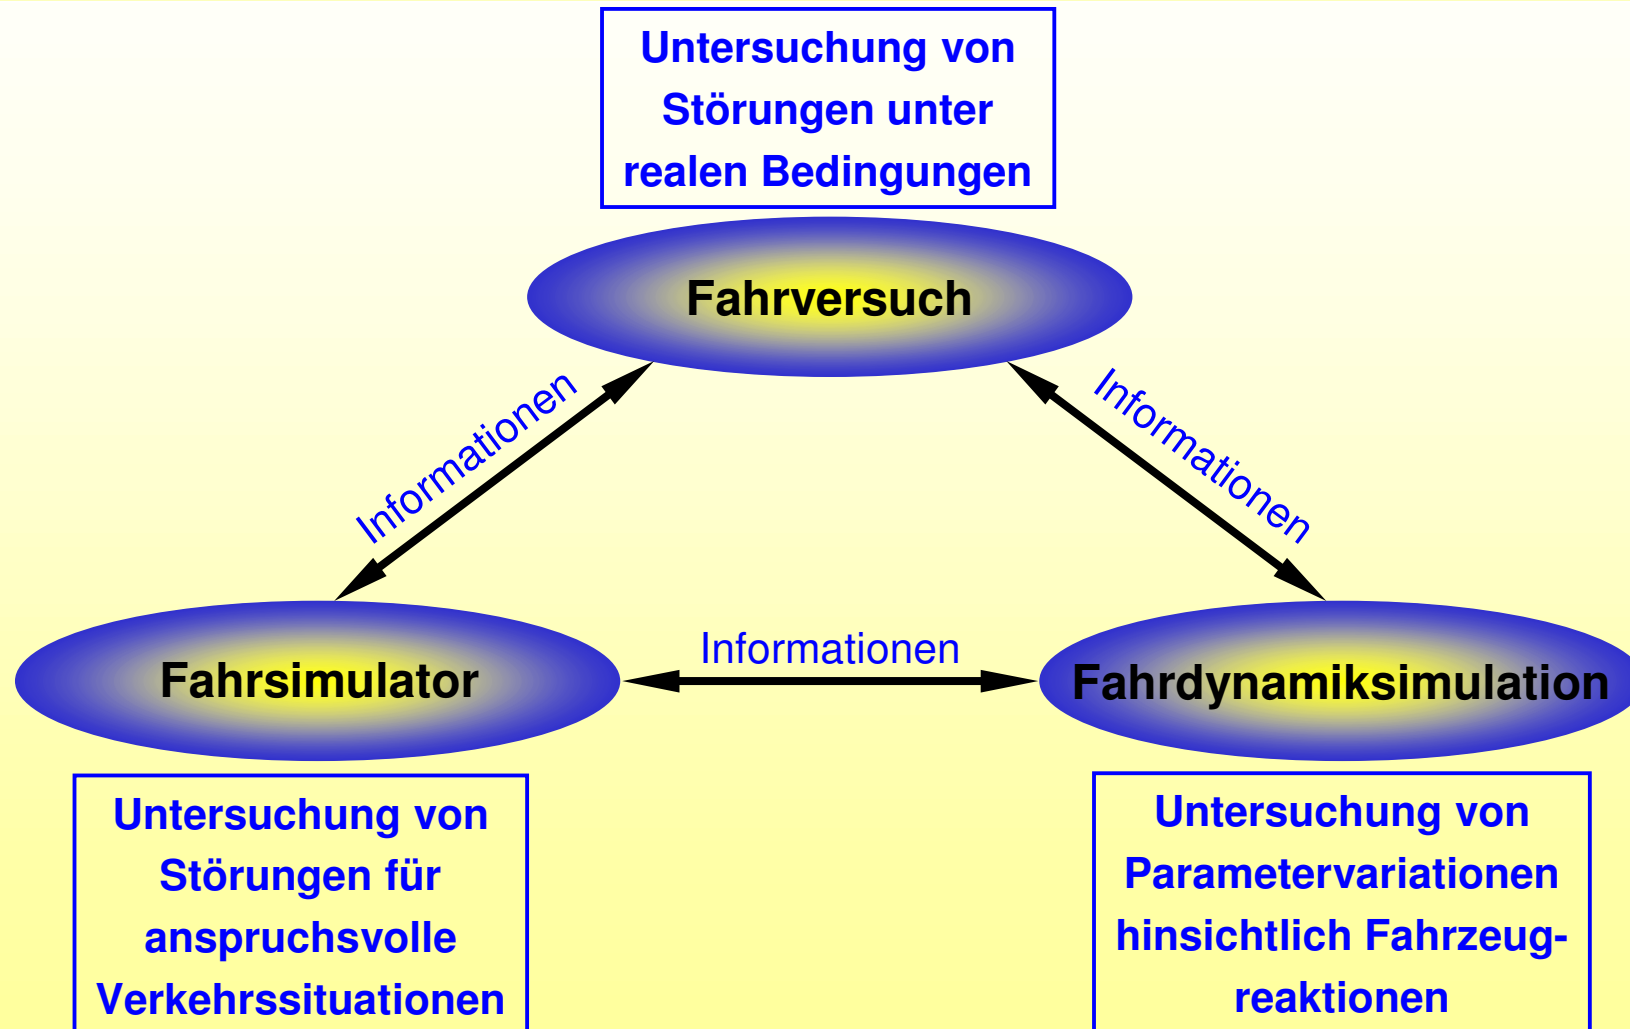 Untersuchung von
Störungen unter
realen Bedingungen
Fahrversuch
Informationen
Informationen
Informationen
Fahrsimulator
Fahrdynamiksimulation
Untersuchung von
Störungen für
anspruchsvolle
Verkehrssituationen
Untersuchung von
Parametervariationen
hinsichtlich Fahrzeug-
reaktionen